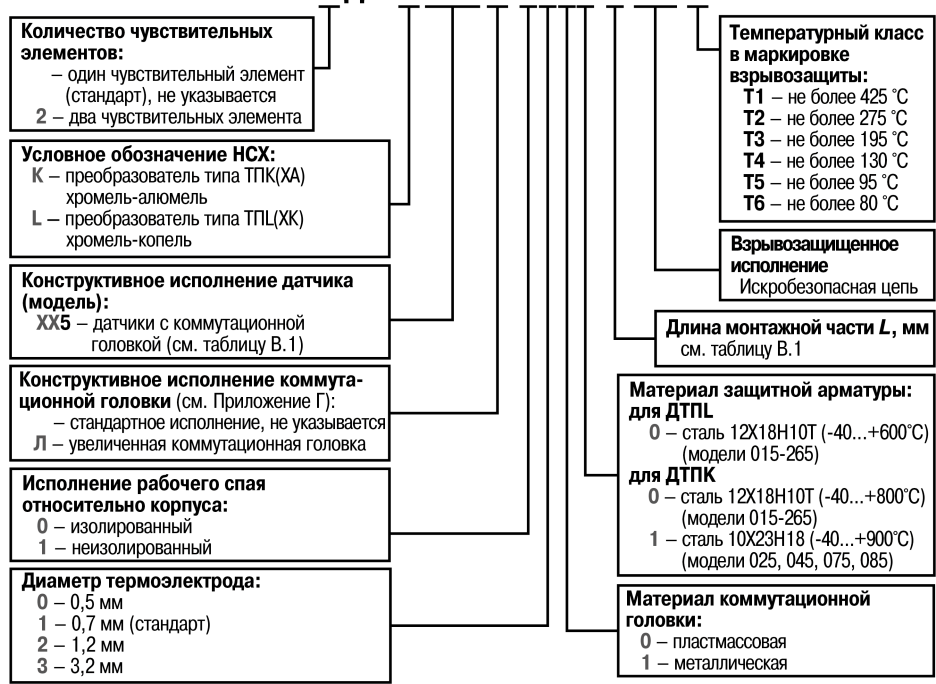 Количество чувствительных
элементов:
– один чувствительный элемент
(стандарт), не указывается
2 – два чувствительных элемента
Условное обозначение НСХ:
К – преобразователь типа ТПК(ХА)
хромель-алюмель
L – преобразователь типа ТПL(ХК)
хромель-копель
Конструктивное исполнение датчика
(модель):
ХХ5 – датчики с коммутационной
головкой (см. таблицу В.1)
Конструктивное исполнение коммута-
ционной головки (см. Приложение Г):
– стандартное исполнение, не указывается
Л – увеличенная коммутационная головка
Исполнение рабочего спая
относительно корпуса:
0 – изолированный
1 – неизолированный
Диаметр термоэлектрода:
0 – 0,5 мм
1 – 0,7 мм (стандарт)
2 – 1,2 мм
3 – 3,2 мм
Температурный класс
в маркировке
взрывозащиты:
Т1 – не более 425 °С
Т2 – не более 275 °С
Т3 – не более 195 °С
Т4 – не более 130 °С
Т5 – не более 95 °С
Т6 – не более 80 °С
Взрывозащищенное
исполнение
Искробезопасная цепь
Длина монтажной части L, мм
см. таблицу В.1
Материал защитной арматуры:
для ДТПL
0 – сталь 12Х18Н10Т (-40...+600°С)
(модели 015-265)
для ДТПК
0 – сталь 12Х18Н10Т (-40...+800°С)
(модели 015-265)
1 – сталь 10Х23Н18 (-40...+900°С)
(модели 025, 045, 075, 085)
Материал коммутационной
головки:
0 – пластмассовая
1 – металлическая